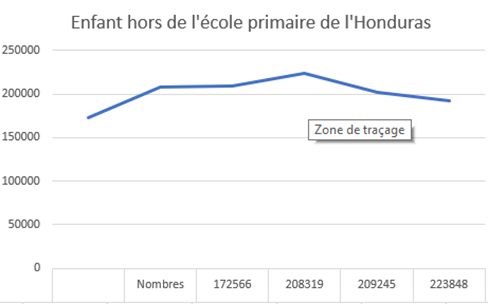 Enfant hors de l'école primaire de l'Honduras
250000
200000
Zone de traçage
150000
100000
50000
0
Nombres 172566 208319 209245 223848